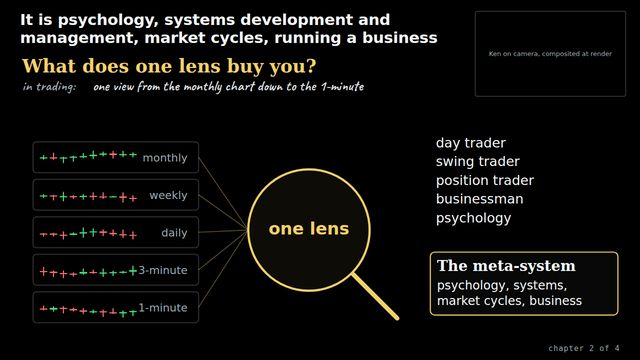 It is psychology, systems development and
management, market cycles, running a business
Ken on camera, composited at render
What does one lens buy you?
in trading: one view from the monthly chart down to the 1-minute
monthly
weekly
daily
3-minute
1-minute
one lens
day trader
swing trader
position trader
businessman
psychology
The meta-system
psychology, systems,
market cycles, business
chapter 2 of 4